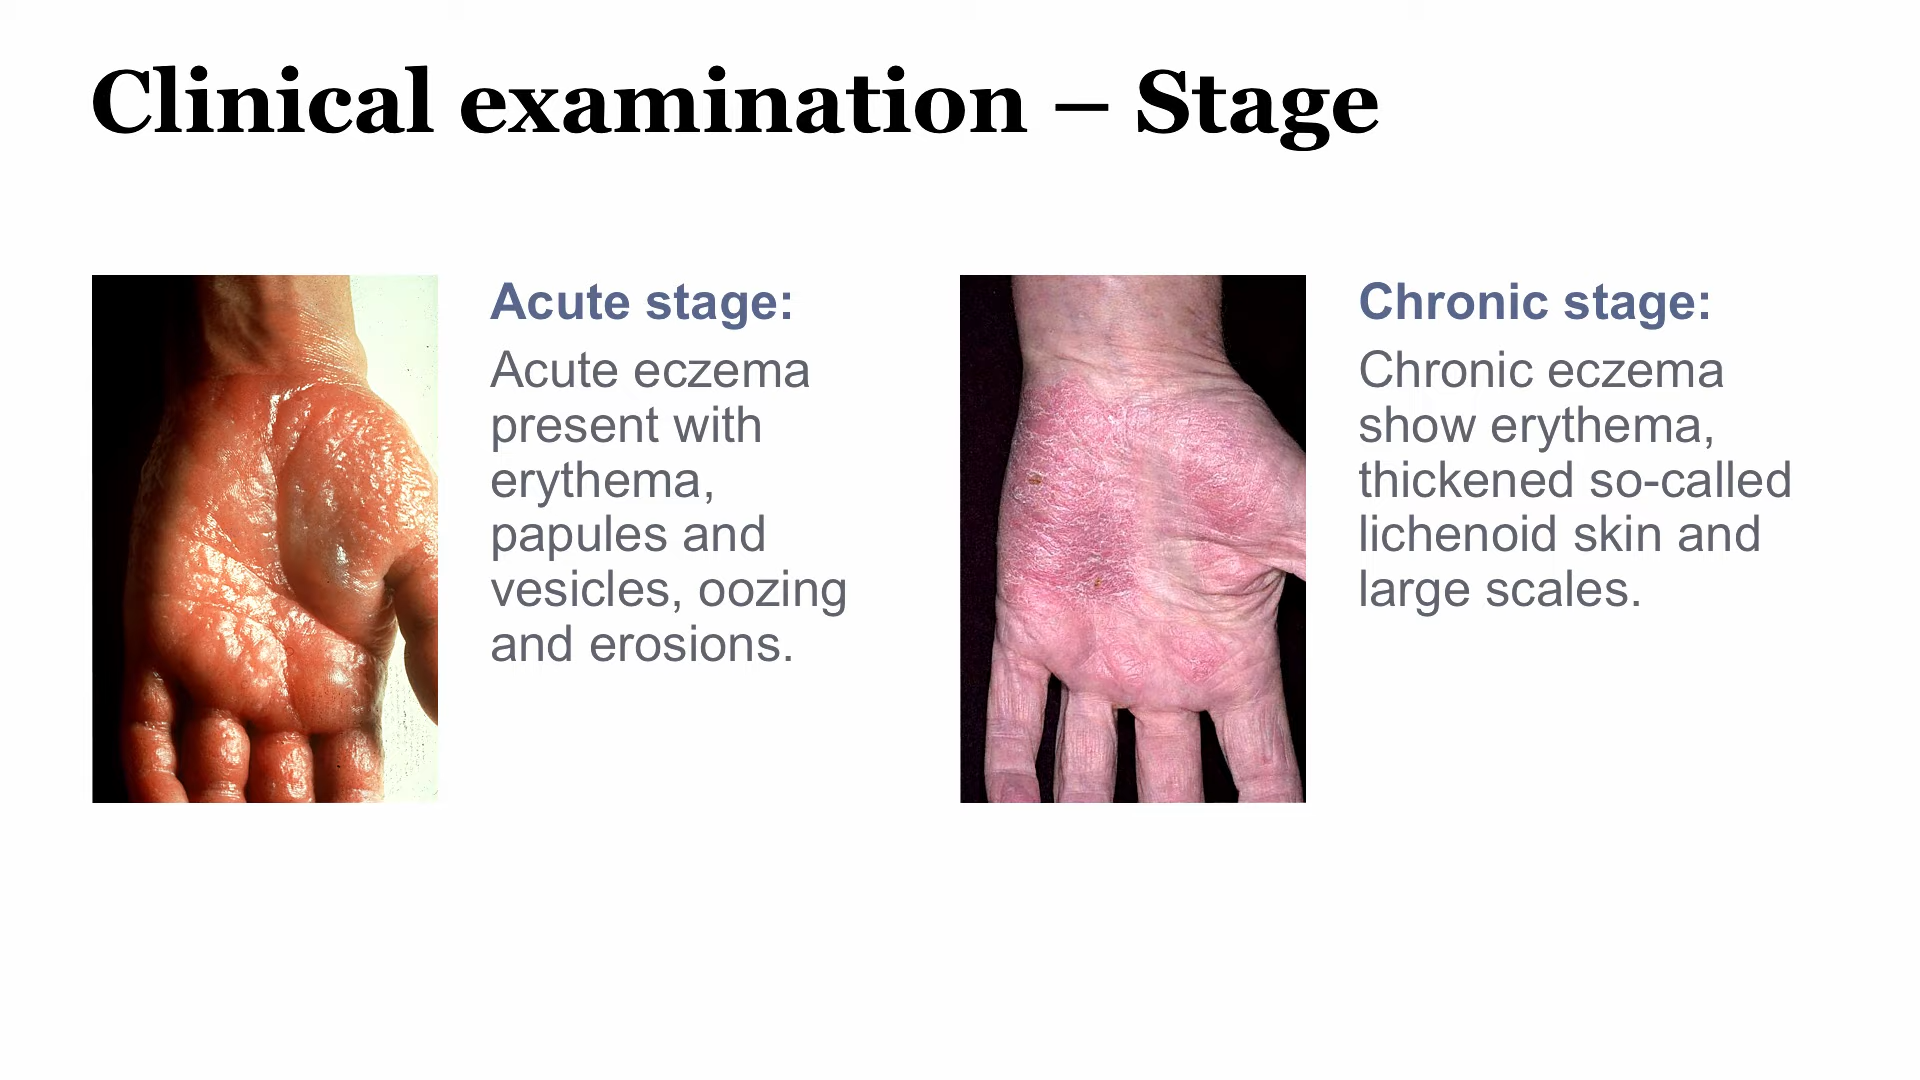 Clinical examination – Stage
Acute stage:
Acute eczema
present with
erythema,
papules and
vesicles, oozing
and erosions.
Chronic stage:
Chronic eczema
show erythema,
thickened so-called
lichenoid skin and
large scales.